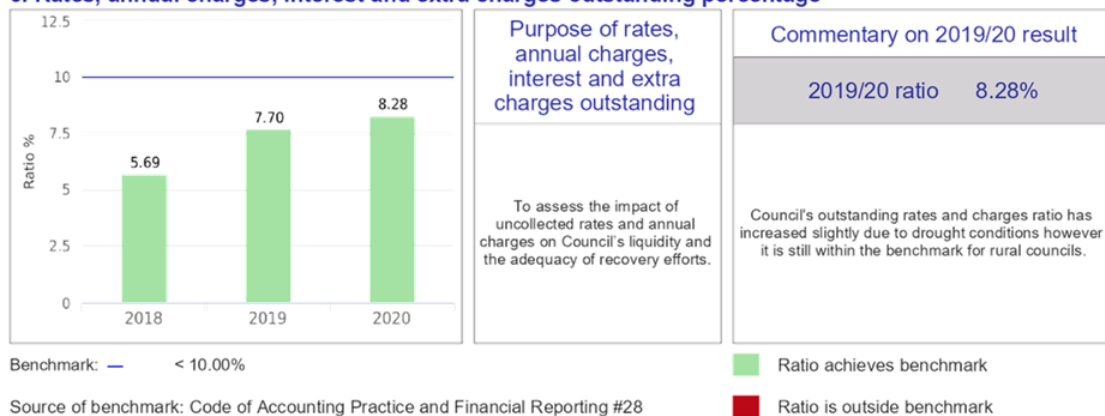 12.5
10
7.5
5
2.5
0
Ratio %
5.69
7.70
8.28
2018
2019
2020
Purpose of rates,
annual charges,
interest and extra
charges outstanding
To assess the impact of
uncollected rates and annual
charges on Council's liquidity and
the adequacy of recovery efforts.
Commentary on 2019/20 result
2019/20 ratio 8.28%
Council's outstanding rates and charges ratio has
increased slightly due to drought conditions however
it is still within the benchmark for rural councils.
Benchmark: < 10.00%
Source of benchmark: Code of Accounting Practice and Financial Reporting #28
Ratio achieves benchmark
Ratio is outside benchmark